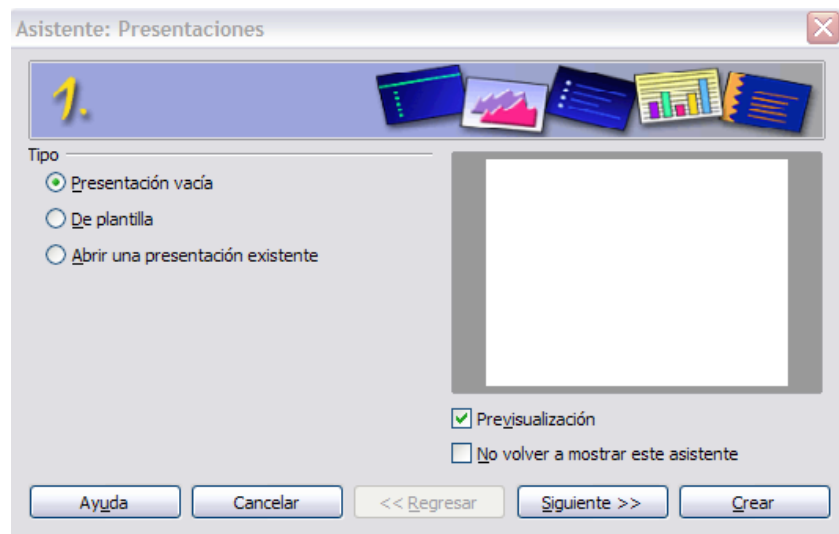 Asistente: Presentaciones
1.
Tipo
Presentación vacía
De plantilla
Abrir una presentación existente
Previsualización
No volver a mostrar este asistente
Ayuda Cancelar << Regresar Siguiente >> Crear